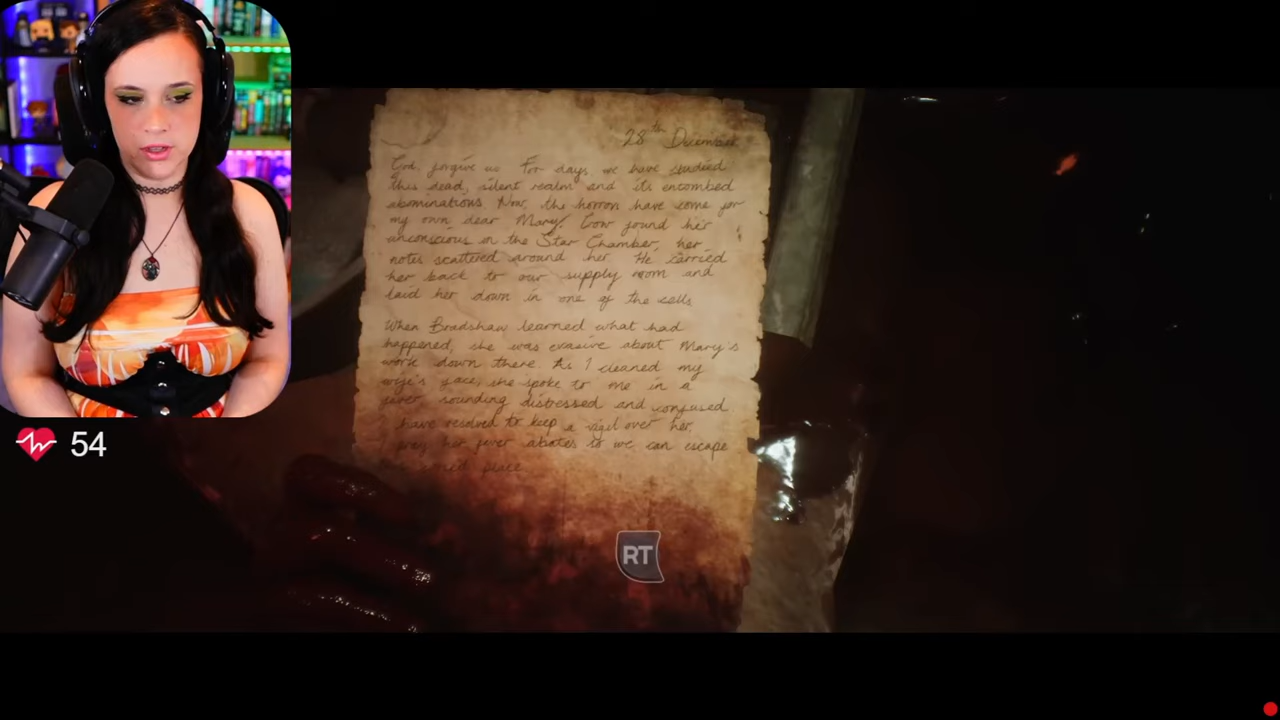 28th December
God forgive us For days, we have studied
this dead, silent realm and its entombed
abominations. Now, the horrors have come for
my own dear Mary. Crow found her
unconscious in the Star Chamber, her
notes scattered around her. He carried
her back to our supply room and
laid her down in one of the cells
When Bradshaw learned what had
happened, she was evasive about Mary's
work down there As I cleaned my
wife's face, she spoke to me in a
fever sounding distressed and confused
I have resolved to keep a vigil over her,
I pray her fever abates so we can escape
place
RT
54